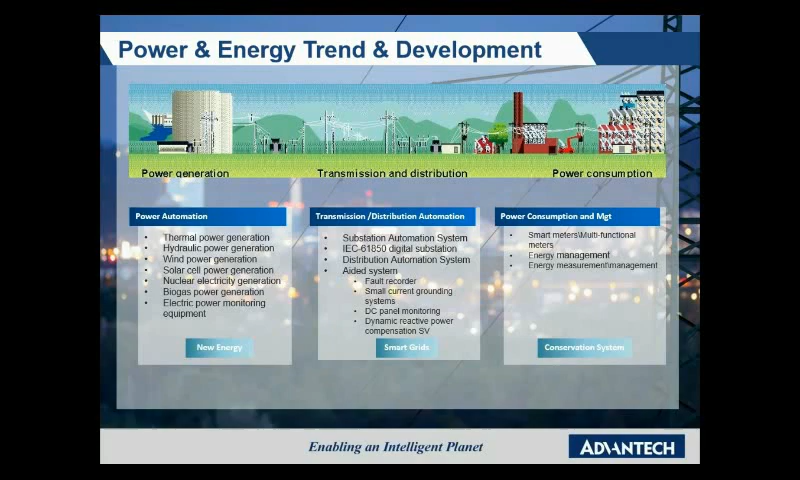 Power & Energy Trend & Development
Power generation
Transmission and distribution
Power consumption
Power Automation
• Thermal power generation
• Hydraulic power generation
• Wind power generation
• Solar cell power generation
• Nuclear electricity generation
• Biogas power generation
• Electric power monitoring
equipment
New Energy
Transmission /Distribution Automation
• Substation Automation System
• IEC-61850 digital substation
• Distribution Automation System
• Aided system
• Fault recorder
• Small current grounding
systems
• DC panel monitoring
• Dynamic reactive power
compensation SV
Smart Grids
Power Consumption and Mgt
• Smart meters\Multi-functional
meters
• Energy management
• Energy measurement\management
Conservation System
Enabling an Intelligent Planet
ADVANTECH